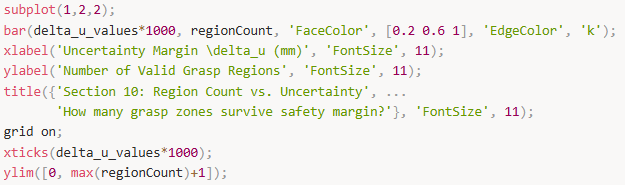 subplot(1,2,2);
bar(delta_u_values*1000, regionCount, 'FaceColor', [0.2 0.6 1], 'EdgeColor', 'k');
xlabel('Uncertainty Margin \delta_u (mm)', 'FontSize', 11);
ylabel('Number of Valid Grasp Regions', 'FontSize', 11);
title({'Section 10: Region Count vs. Uncertainty', ...
       'How many grasp zones survive safety margin?'}, 'FontSize', 11);
grid on;
xticks(delta_u_values*1000);
ylim([0, max(regionCount)+1]);